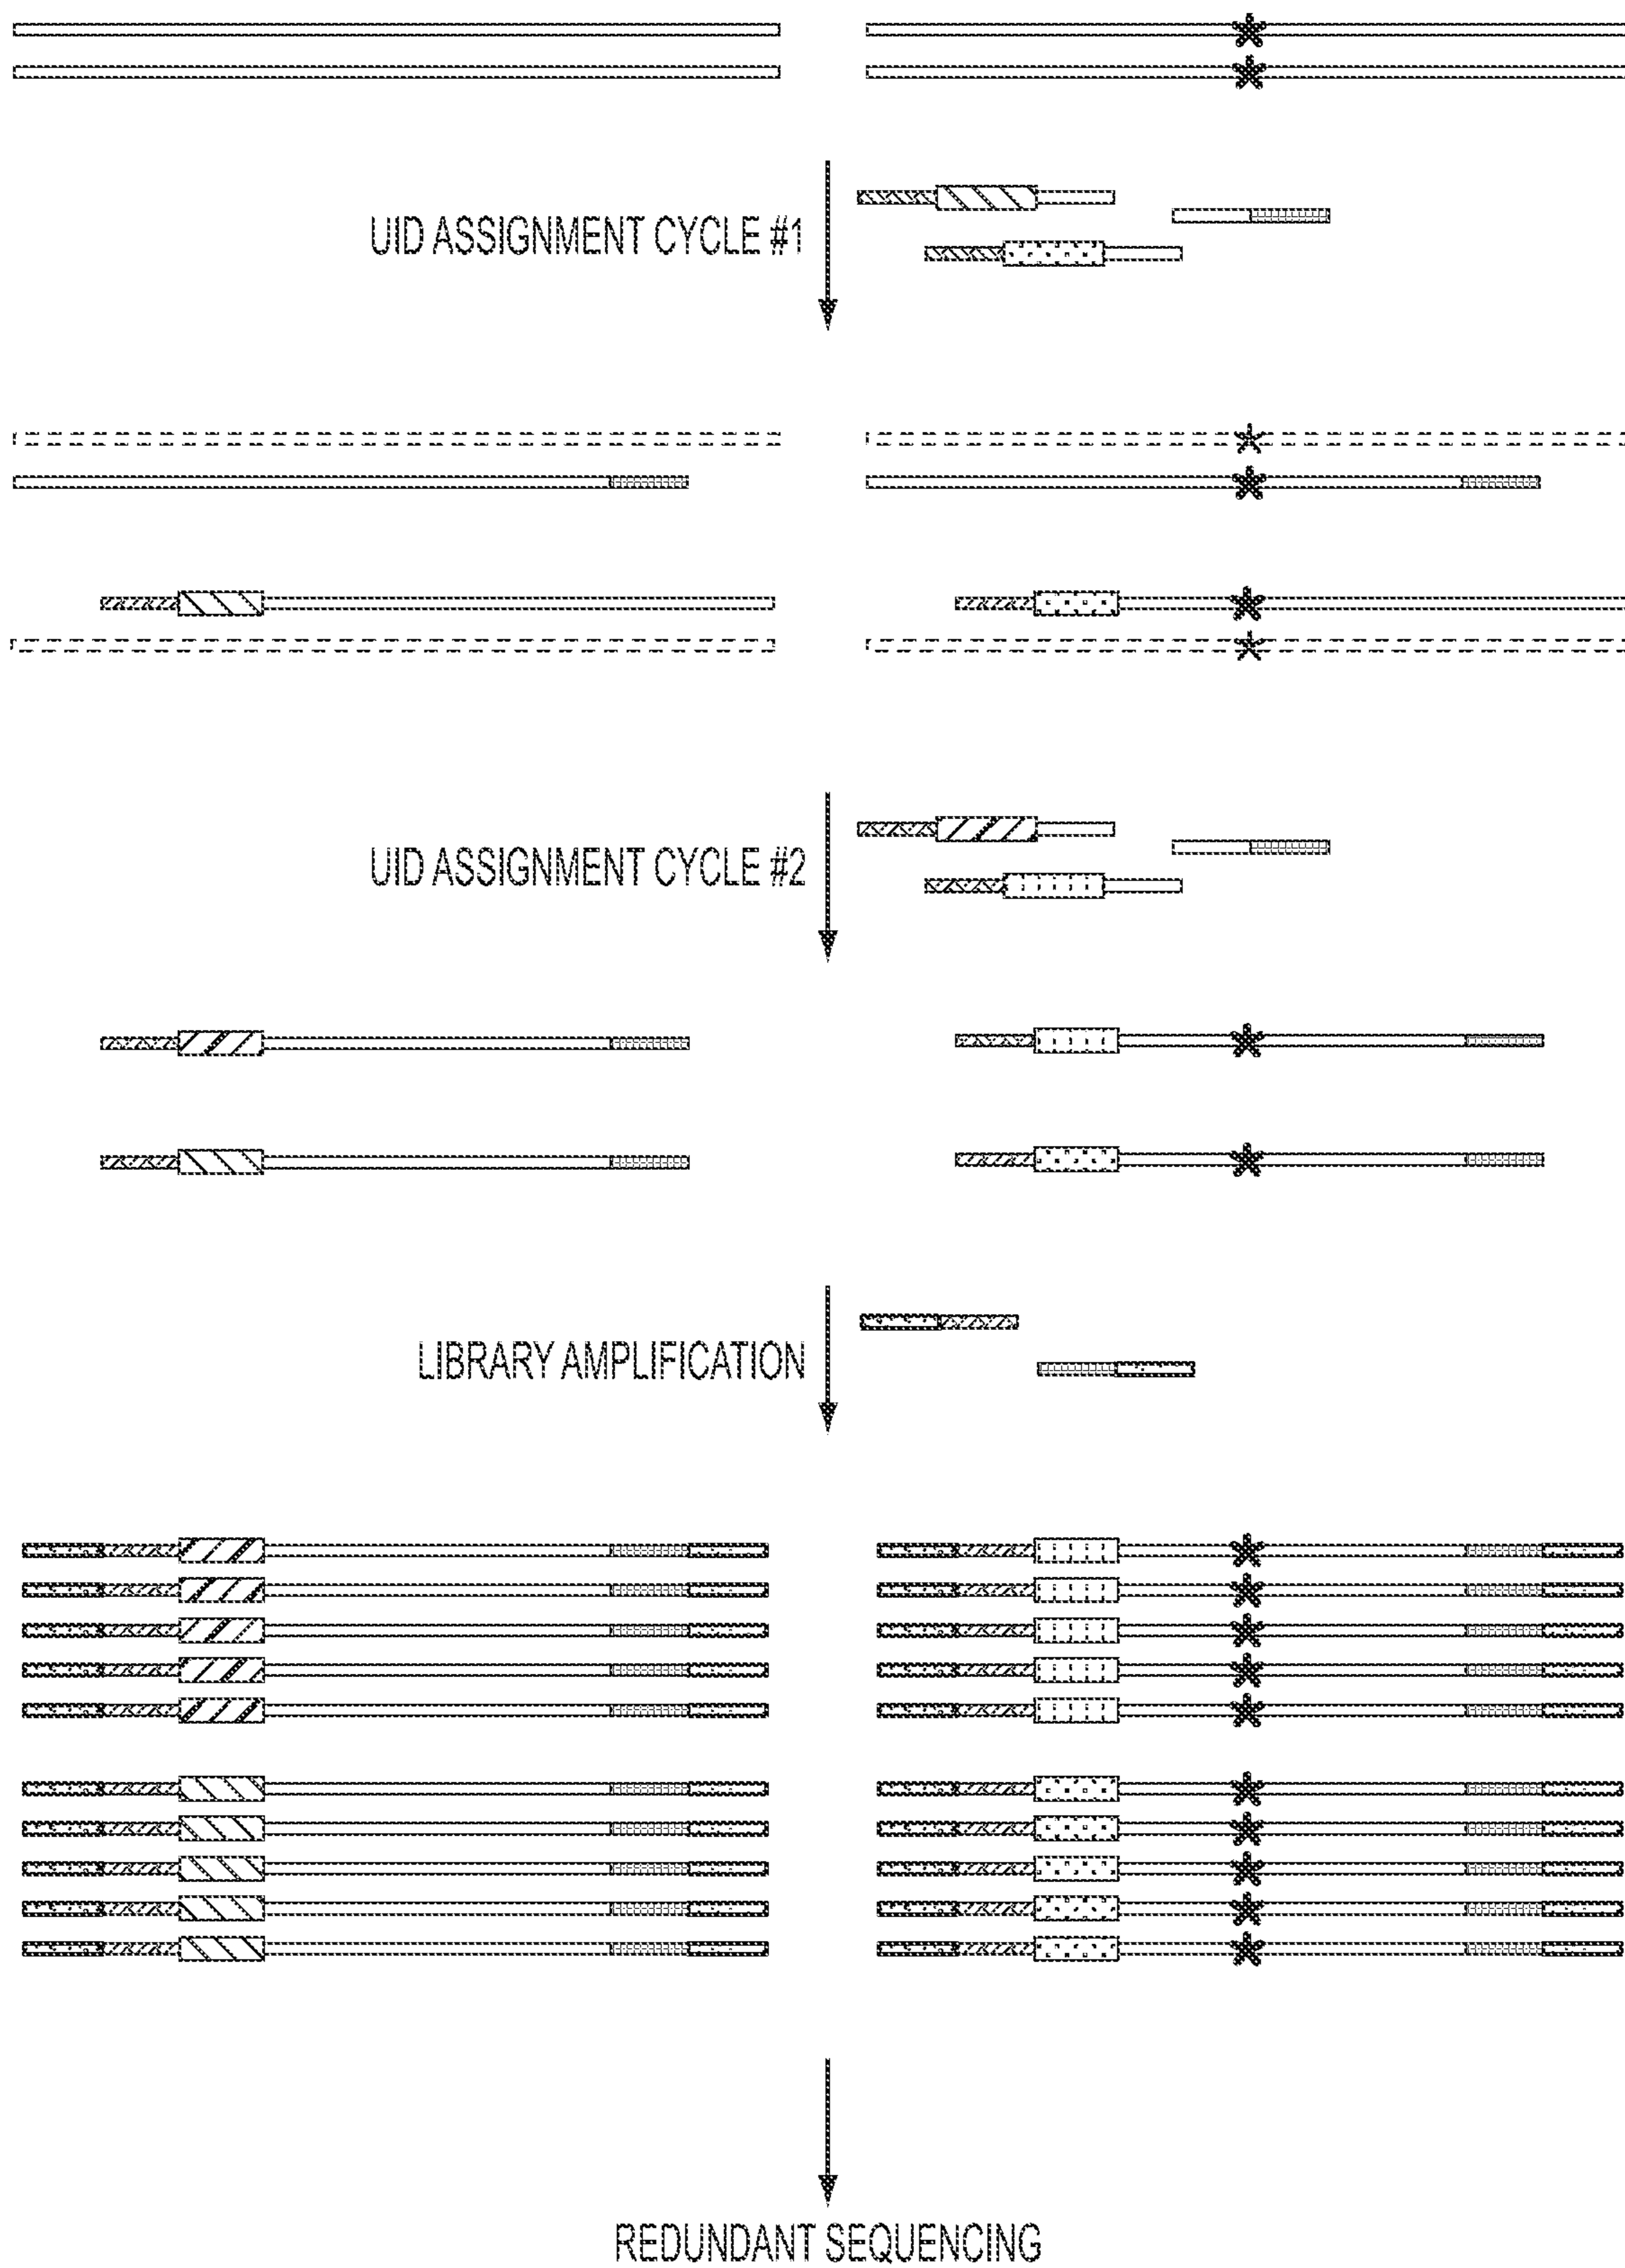 UID ASSIGNMENT CYCLE #1
UID ASSIGNMENT CYCLE #2
LIBRARY AMPLIFICATION
REDUNDANT SEQUENCING